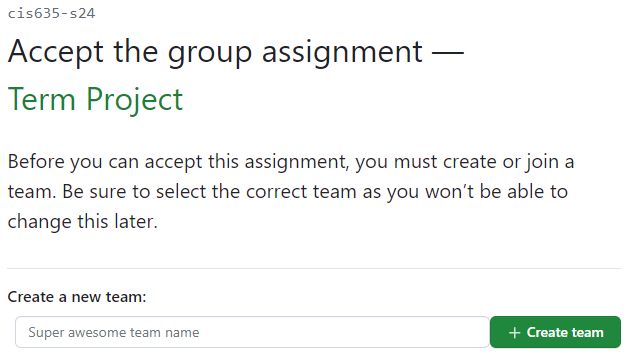 cis635-s24
Accept the group assignment —
Term Project
Before you can accept this assignment, you must create or join a
team. Be sure to select the correct team as you won’t be able to
change this later.
Create a new team:
Super awesome team name
+ Create team